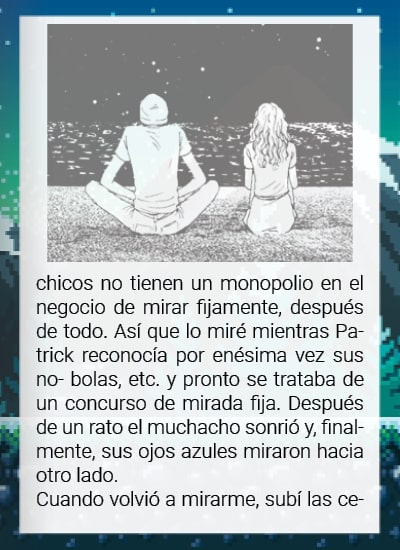 chicos no tienen un monopolio en el
negocio de mirar fijamente, después
de todo. Así que lo miré mientras Pa-
trick reconocía por enésima vez sus
no- bolas, etc. y pronto se trataba de
un concurso de mirada fija. Después
de un rato el muchacho sonrió y, final-
mente, sus ojos azules miraron hacia
otro lado.
Cuando volvió a mirarme, subí las ce-